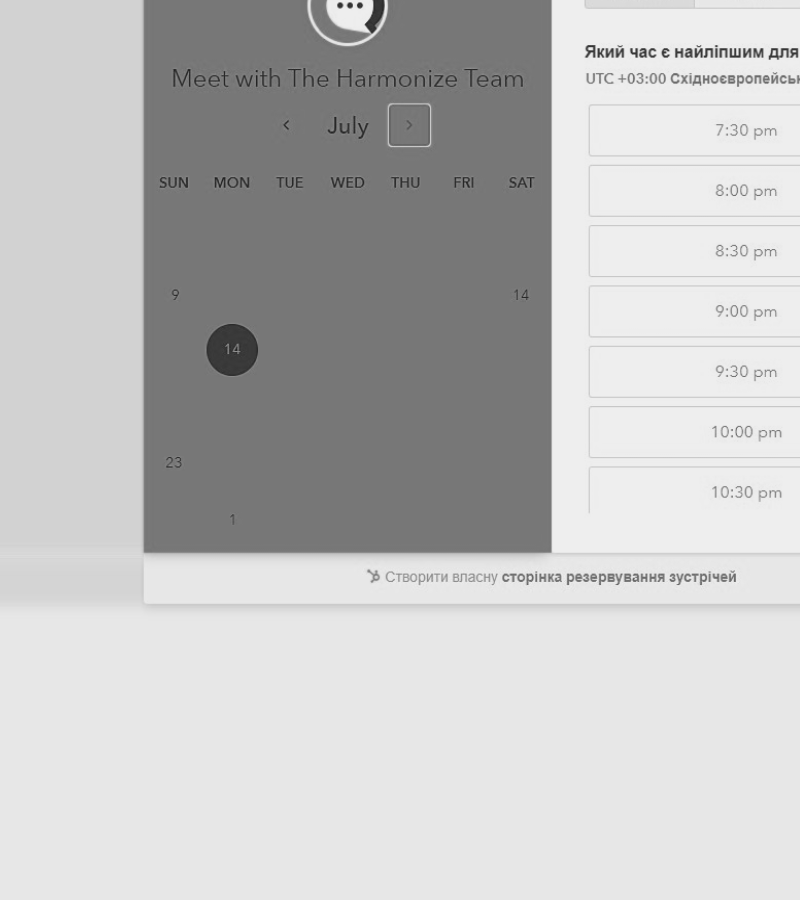 Meet with The Harmonize Team
July
SUN MON TUE WED THU FRI SAT
9 14
14
23
1
Який час є найліпшим для
UTC +03:00
7:30 pm
8:00 pm
8:30 pm
9:00 pm
9:30 pm
10:00 pm
10:30 pm
Створити власну сторінка резервування зустрічей